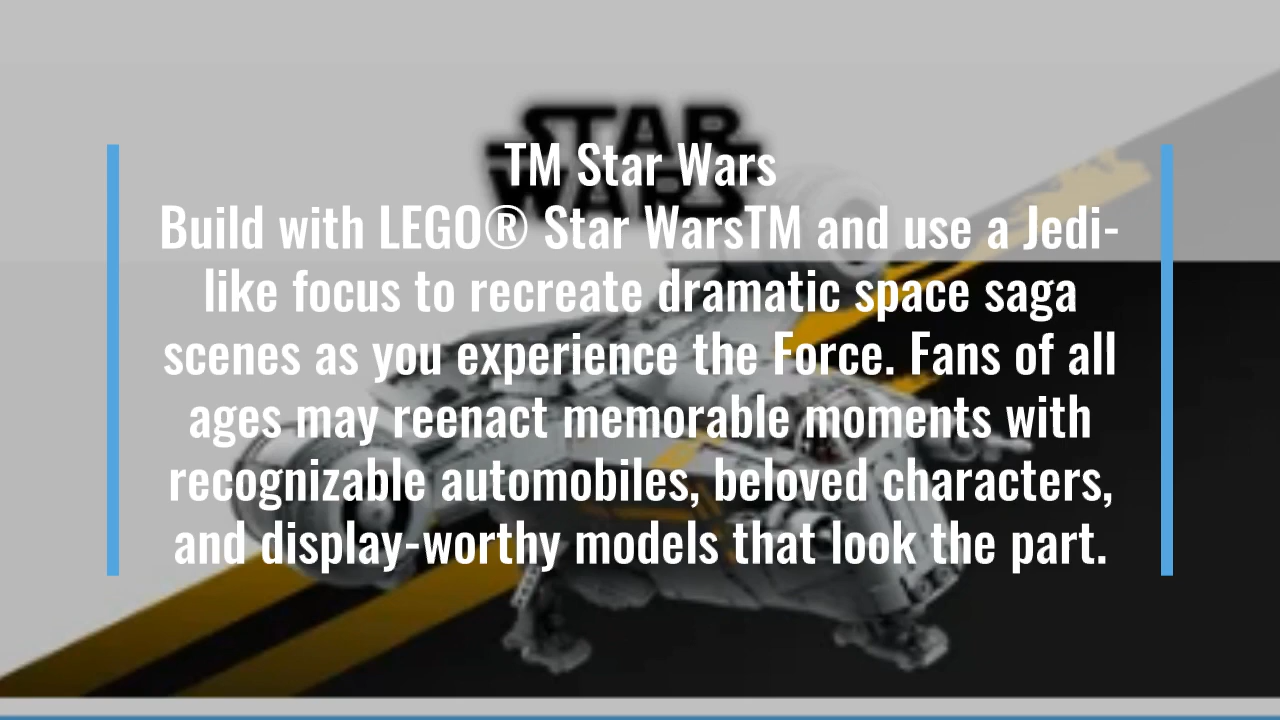 STAR
WARS
TM Star Wars
Build with LEGO® Star WarsTM and use a Jedi-
like focus to recreate dramatic space saga
scenes as you experience the Force. Fans of all
ages may reenact memorable moments with
recognizable automobiles, beloved characters,
and display-worthy models that look the part.